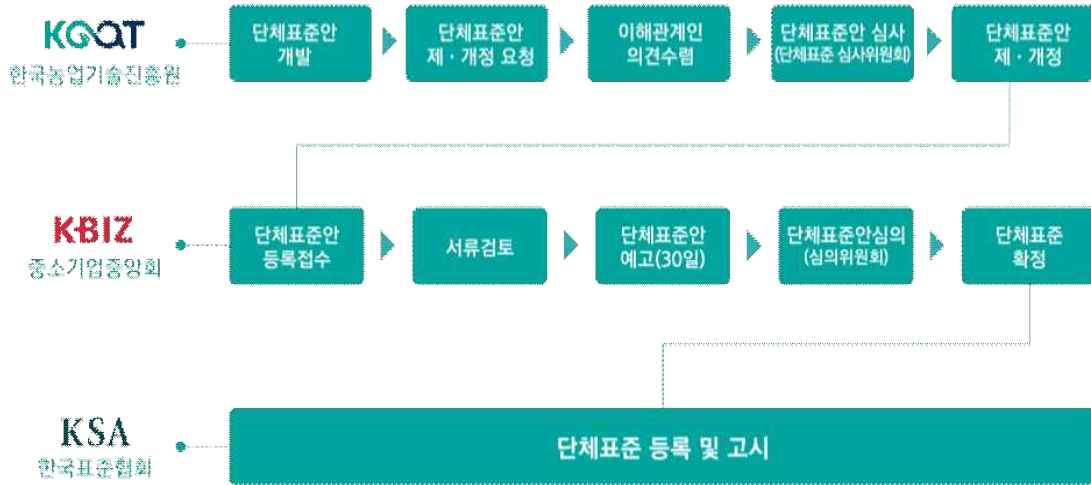 KOAT
한국농업기술진흥원
단체표준안
개발
단체표준안
제·개정 요청
이해관계인
의견수렴
단체표준안 심사
(단체표준 심사위원회)
단체표준안
제·개정
KBIZ
중소기업중앙회
단체표준안
등록접수
서류검토
단체표준안
예고(30일)
단체표준안심의
(심의위원회)
단체표준
확정
KSA
한국표준협회
단체표준 등록 및 고시